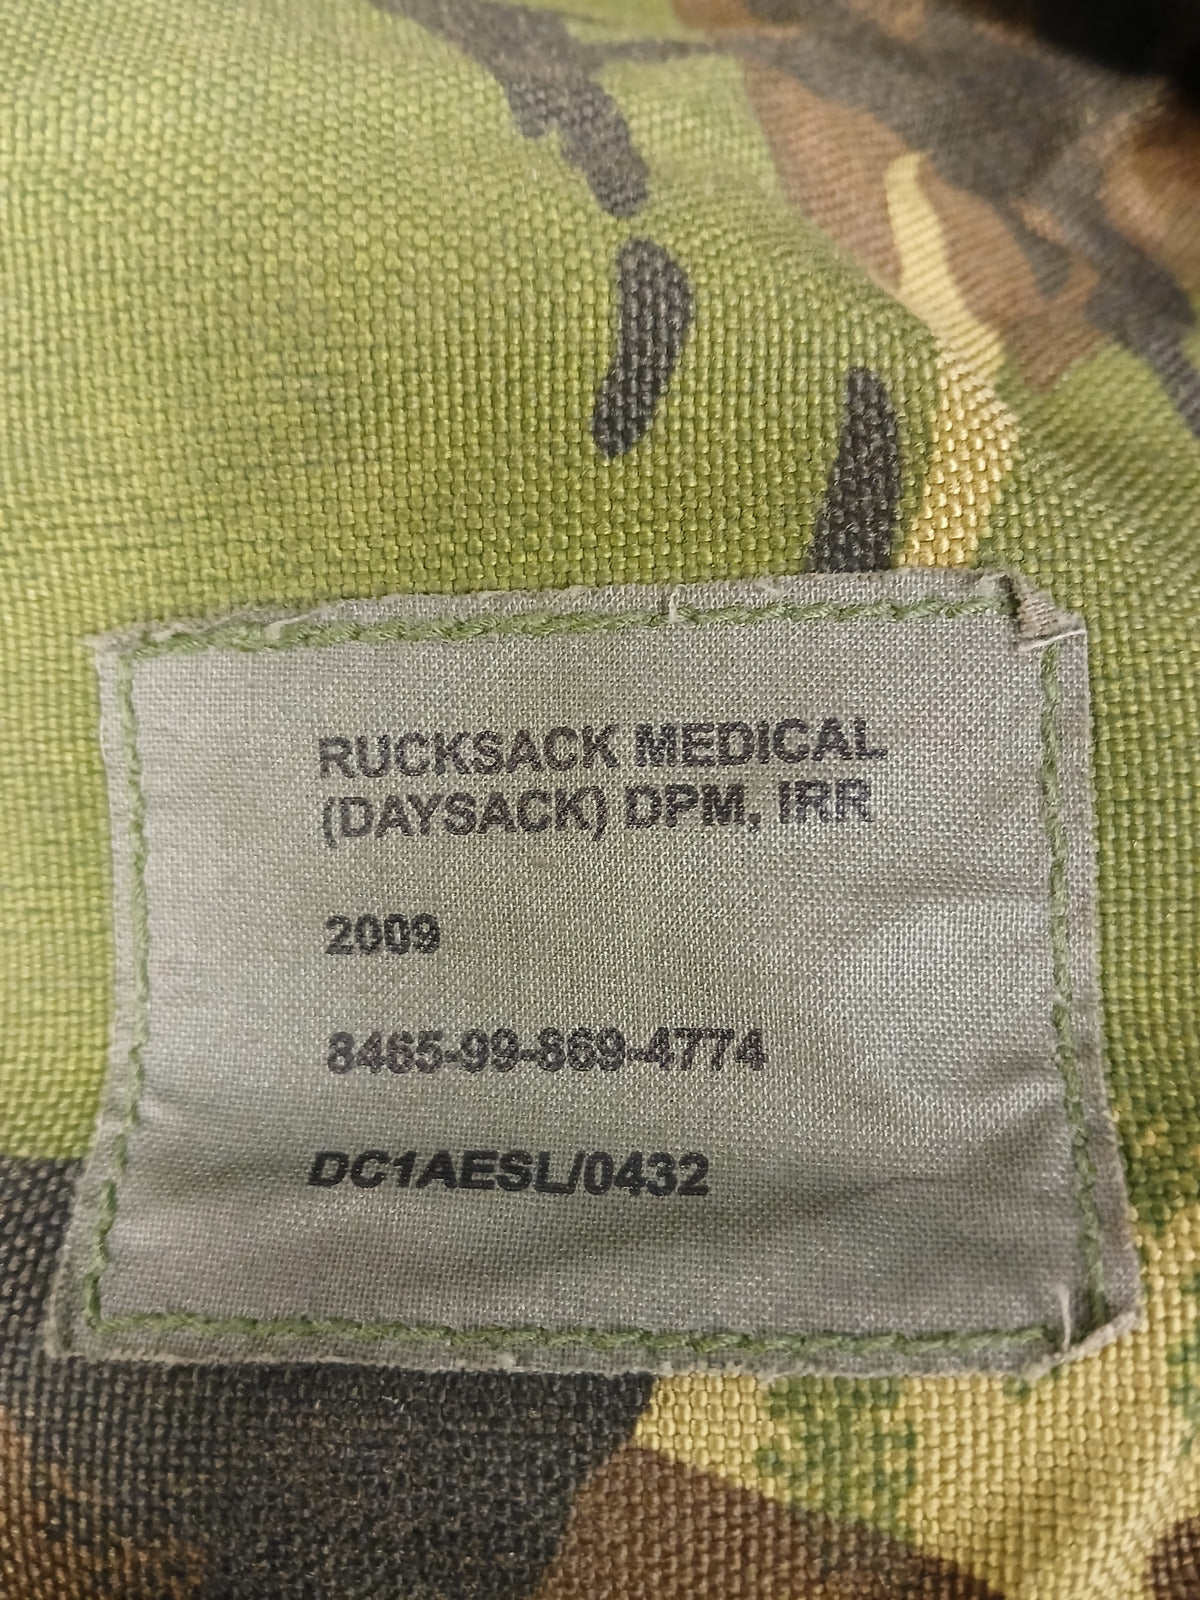 RUCKSACK MEDICAL
(DAYSACK) DPM, IRR
2009
8465-99-869-4774
DC1AESL/0432